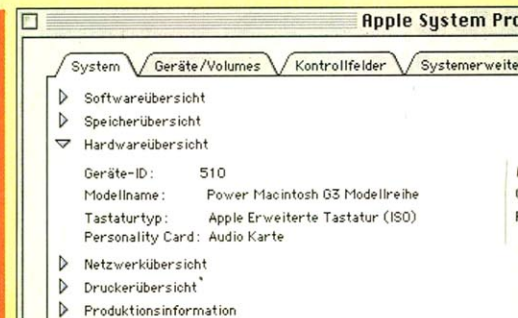 Apple System Pro
System Geräte/Volumes Kontrollfelder Systemerweite
Softwareübersicht
Speicherübersicht
Hardwareübersicht
Geräte-ID: 510
Modellname: Power Macintosh G3 Modellreihe
Tastaturtyp: Apple Erweiterte Tastatur (ISO)
Personality Card: Audio Karte
Netzwerkübersicht
Druckerübersicht
Produktionsinformation